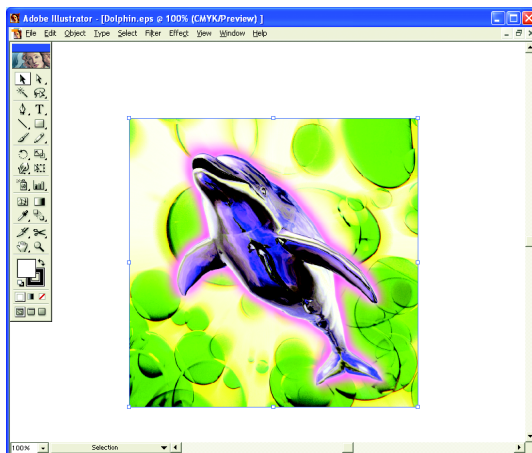 Adobe Illustrator - [Dolphin.eps @ 100% (CMYK/Preview) ]
File Edit Object Type Select Filter Effect View Window Help
T
100% Selection